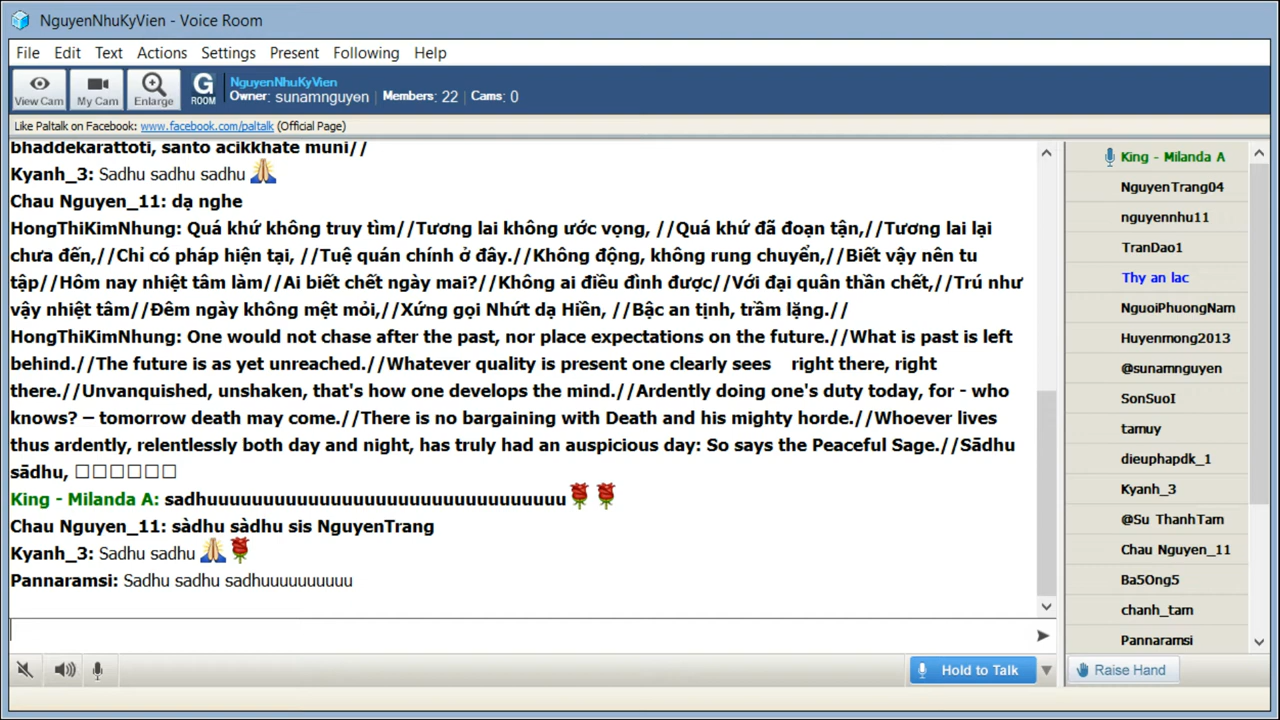 NguyenNhuKyVien - Voice Room
File Edit Text Actions Settings Present Following Help
View Cam My Cam Enlarge G ROOM
NguyenNhuKyVien
Owner: sunamnguyen | Members: 22 | Cams: 0
Like Paltalk on Facebook: www.facebook.com/paltalk (Official Page)
bhaddekarattoti, santo acikkhate muni//
Kyanh_3: Sadhu sadhu sadhu
Chau Nguyen_11: dạ nghe
HongThiKimNhung: Quá khứ không truy tìm//Tương lai không ước vọng, //Quá khứ đã đoạn tận,//Tương lai lại
chưa đến,//Chỉ có pháp hiện tại, //Tuệ quán chính ở đây.//Không động, không rung chuyển,//Biết vậy nên tu
tập//Hôm nay nhiệt tâm làm//Ai biết chết ngày mai?//Không ai điều đình được//Với đại quân thần chết,//Trú như
vậy nhiệt tâm//Đêm ngày không mệt mỏi,//Xứng gọi Nhứt dạ Hiền, //Bậc an tịnh, trầm lặng.//
HongThiKimNhung: One would not chase after the past, nor place expectations on the future.//What is past is left
behind.//The future is as yet unreached.//Whatever quality is present one clearly sees right there, right
there.//Unvanquished, unshaken, that's how one develops the mind.//Ardently doing one's duty today, for - who
knows? – tomorrow death may come.//There is no bargaining with Death and his mighty horde.//Whoever lives
thus ardently, relentlessly both day and night, has truly had an auspicious day: So says the Peaceful Sage.//Sādhu
sādhu, □□□□□□
King - Milanda A: sadhuuuuuuuuuuuuuuuuuuuuuuuuuuuuuuuu
Chau Nguyen_11: sàdhu sàdhu sis NguyenTrang
Kyanh_3: Sadhu sadhu
Pannaramsi: Sadhu sadhu sadhuuuuuuuuuu
King - Milanda A
NguyenTrang04
nguyennhu11
TranDao1
Thy an lac
NguoiPhuongNam
Huyenmong2013
@sunamnguyen
SonSuoI
tamuy
dieuphapdk_1
Kyanh_3
@Su ThanhTam
Chau Nguyen_11
Ba5Ong5
chanh_tam
Pannaramsi
Hold to Talk
Raise Hand